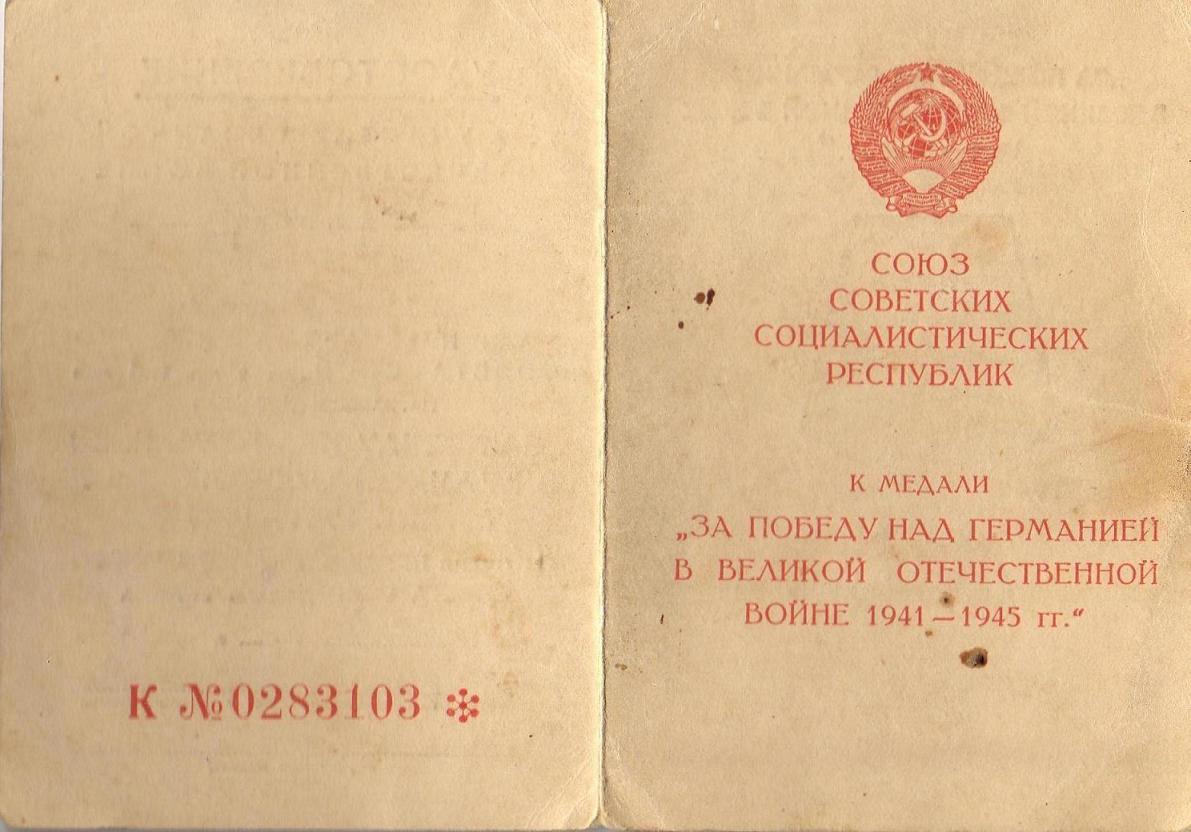 К №0283103
СОЮЗ
СОВЕТСКИХ
СОЦИАЛИСТИЧЕСКИХ
РЕСПУБЛИК
К МЕДАЛИ
„ЗА ПОБЕДУ НАД ГЕРМАНИЕЙ
В ВЕЛИКОЙ ОТЕЧЕСТВЕННОЙ
ВОЙНЕ 1941—1945 гг.“